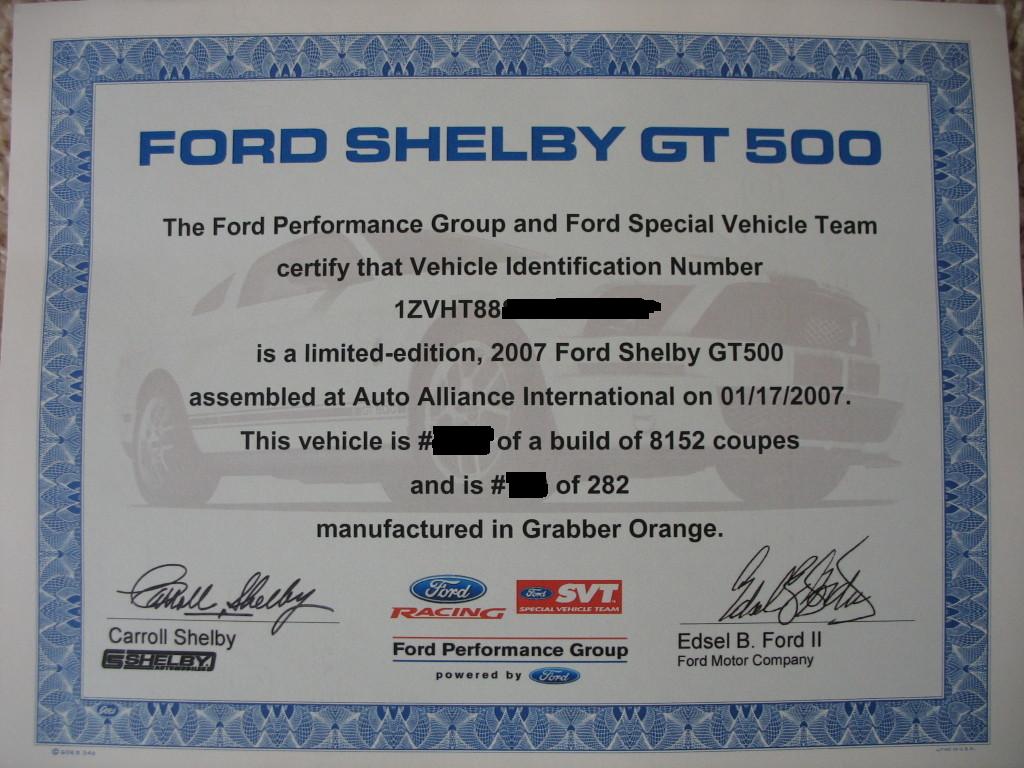 FORD SHELBY GT 500
The Ford Performance Group and Ford Special Vehicle Team
certify that Vehicle Identification Number
1ZVHT88
is a limited-edition, 2007 Ford Shelby GT500
assembled at Auto Alliance International on 01/17/2007.
This vehicle is # of a build of 8152 coupes
and is # of 282
manufactured in Grabber Orange.
Carroll Shelby
Carroll Shelby
SHELBY
AUTOMOBILES
Ford
RACING
Ford SVT
SPECIAL VEHICLE TEAM
Ford Performance Group
powered by Ford
Edsel B. Ford II
Edsel B. Ford II
Ford Motor Company